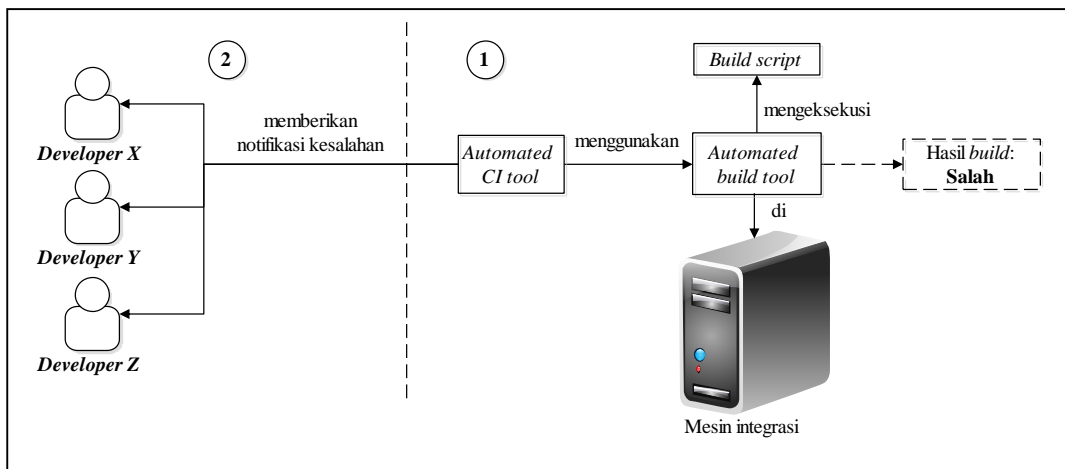 2
1
Build script
mengeksekusi
memberikan
notifikasi kesalahan
Developer X
Automated
CI tool
menggunakan
Automated
build tool
Hasil build:
Salah
di
Developer Y
Developer Z
Mesin integrasi